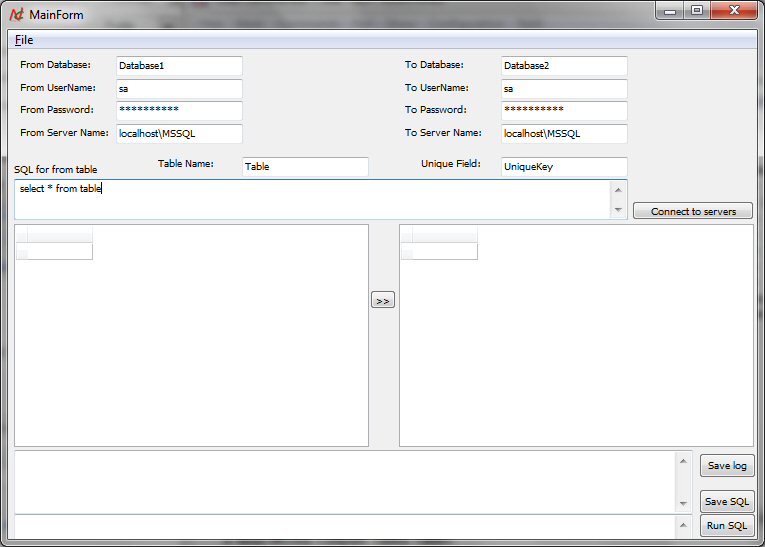 MainForm
File
From Database: Database1 To Database: Database2
From UserName: sa To UserName: sa
From Password: ********** To Password: **********
From Server Name: localhost\MSSQL To Server Name: localhost\MSSQL
SQL for from table Table Name: Table Unique Field: UniqueKey
select * from table
Connect to servers
>>
Save log
Save SQL
Run SQL